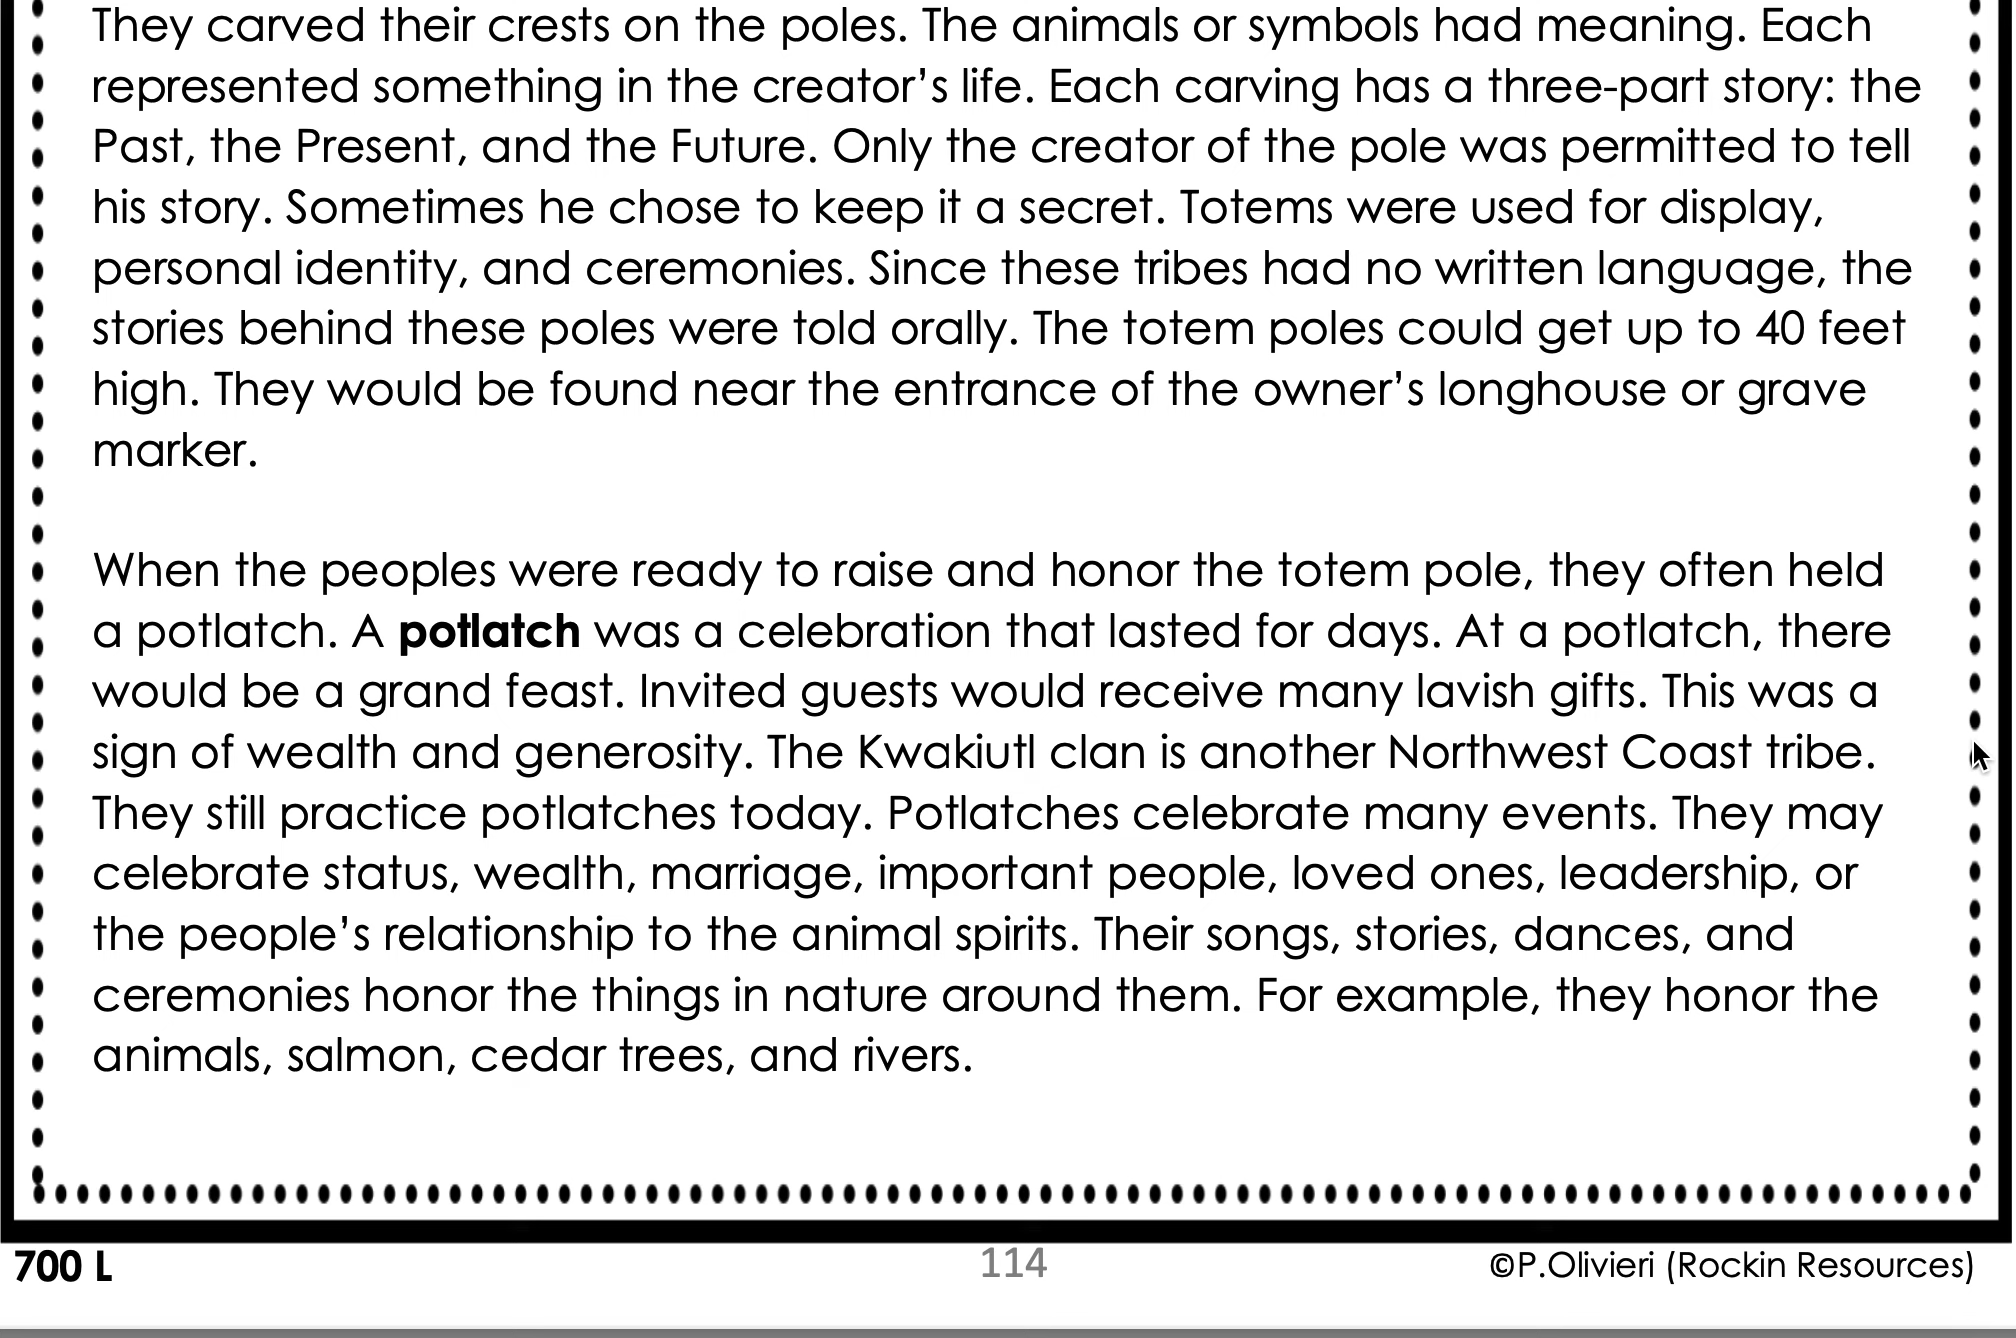 They carved their crests on the poles. The animals or symbols had meaning. Each
represented something in the creator’s life. Each carving has a three-part story: the
Past, the Present, and the Future. Only the creator of the pole was permitted to tell
his story. Sometimes he chose to keep it a secret. Totems were used for display,
personal identity, and ceremonies. Since these tribes had no written language, the
stories behind these poles were told orally. The totem poles could get up to 40 feet
high. They would be found near the entrance of the owner’s longhouse or grave
marker.
When the peoples were ready to raise and honor the totem pole, they often held
a potlatch. A potlatch was a celebration that lasted for days. At a potlatch, there
would be a grand feast. Invited guests would receive many lavish gifts. This was a
sign of wealth and generosity. The Kwakiutl clan is another Northwest Coast tribe.
They still practice potlatches today. Potlatches celebrate many events. They may
celebrate status, wealth, marriage, important people, loved ones, leadership, or
the people’s relationship to the animal spirits. Their songs, stories, dances, and
ceremonies honor the things in nature around them. For example, they honor the
animals, salmon, cedar trees, and rivers.
700 L 114 ©P.Olivieri (Rockin Resources)